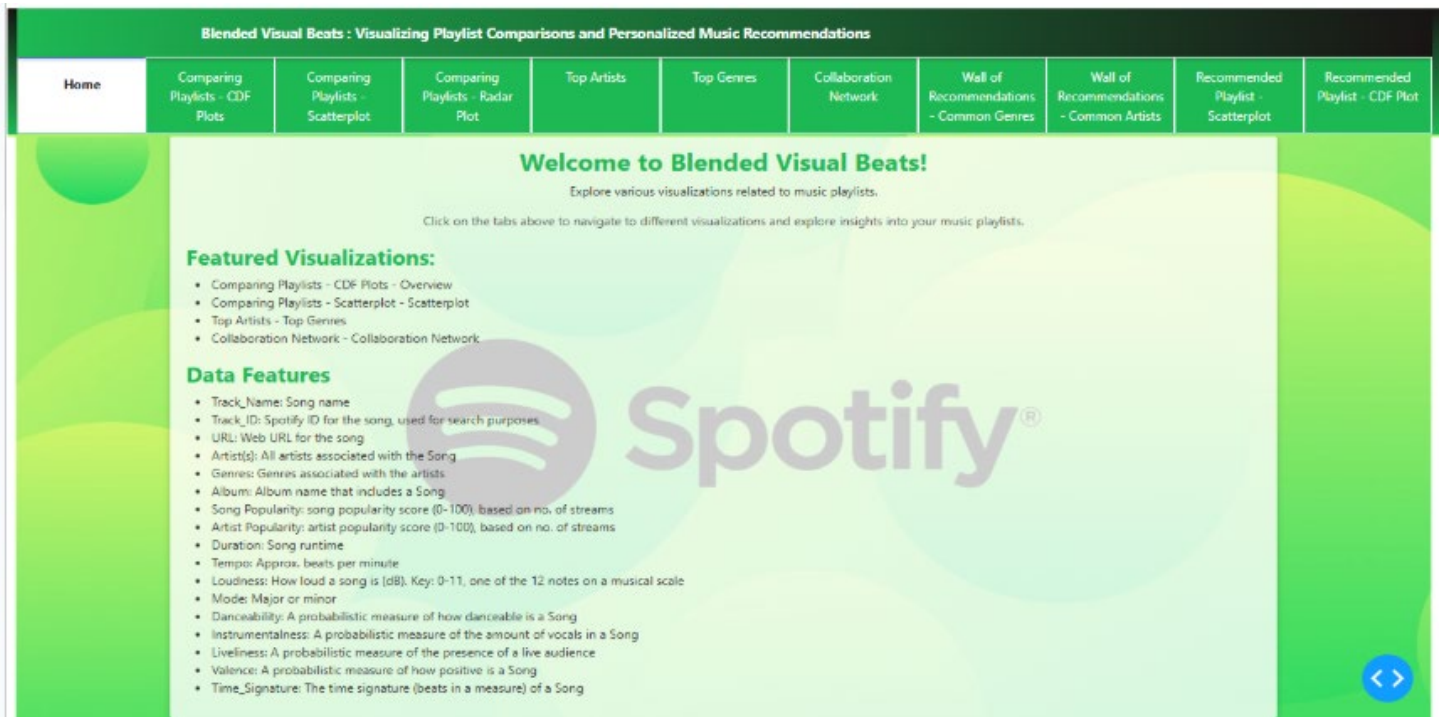 Blended Visual Beats : Visualizing Playlist Comparisons and Personalized Music Recommendations
Home
Comparing
Playlists - CDF
Plots
Comparing
Playlists -
Scatterplot
Comparing
Playlists - Radar
Plot
Top Artists
Top Genres
Collaboration
Network
Wall of
Recommendations
- Common Genres
Wall of
Recommendations
- Common Artists
Recommended
Playlist -
Scatterplot
Recommended
Playlist - CDF Plot
Welcome to Blended Visual Beats!
Explore various visualizations related to music playlists.
Click on the tabs above to navigate to different visualizations and explore insights into your music playlists.
Featured Visualizations:
• Comparing Playlists - CDF Plots - Overview
• Comparing Playlists - Scatterplot - Scatterplot
• Top Artists - Top Genres
• Collaboration Network - Collaboration Network
Data Features
• Track_Name: Song name
• Track_ID: Spotify ID for the song, used for search purposes
• URL: Web URL for the song
• Artist(s): All artists associated with the Song
• Genres: Genres associated with the artists
• Album: Album name that includes a Song
• Song Popularity: song popularity score (0-100), based on no. of streams
• Artist Popularity: artist popularity score (0-100), based on no. of streams
• Duration: Song runtime
• Tempo: Approx. beats per minute
• Loudness: How loud a song is (dB). Key: 0-11, one of the 12 notes on a musical scale
• Mode: Major or minor
• Danceability: A probabilistic measure of how danceable is a Song
• Instrumentalness: A probabilistic measure of the amount of vocals in a Song
• Liveliness: A probabilistic measure of the presence of a live audience
• Valence: A probabilistic measure of how positive is a Song
• Time_Signature: The time signature (beats in a measure) of a Song
Spotify®